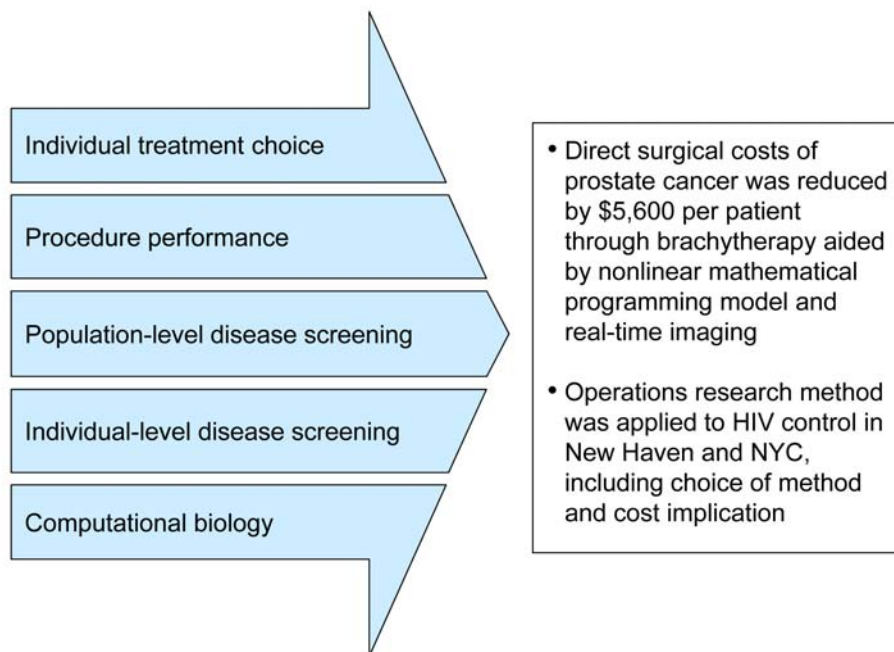 Individual treatment choice
Procedure performance
Population-level disease screening
Individual-level disease screening
Computational biology
• Direct surgical costs of
prostate cancer was reduced
by $5,600 per patient
through brachytherapy aided
by nonlinear mathematical
programming model and
real-time imaging
• Operations research method
was applied to HIV control in
New Haven and NYC,
including choice of method
and cost implication